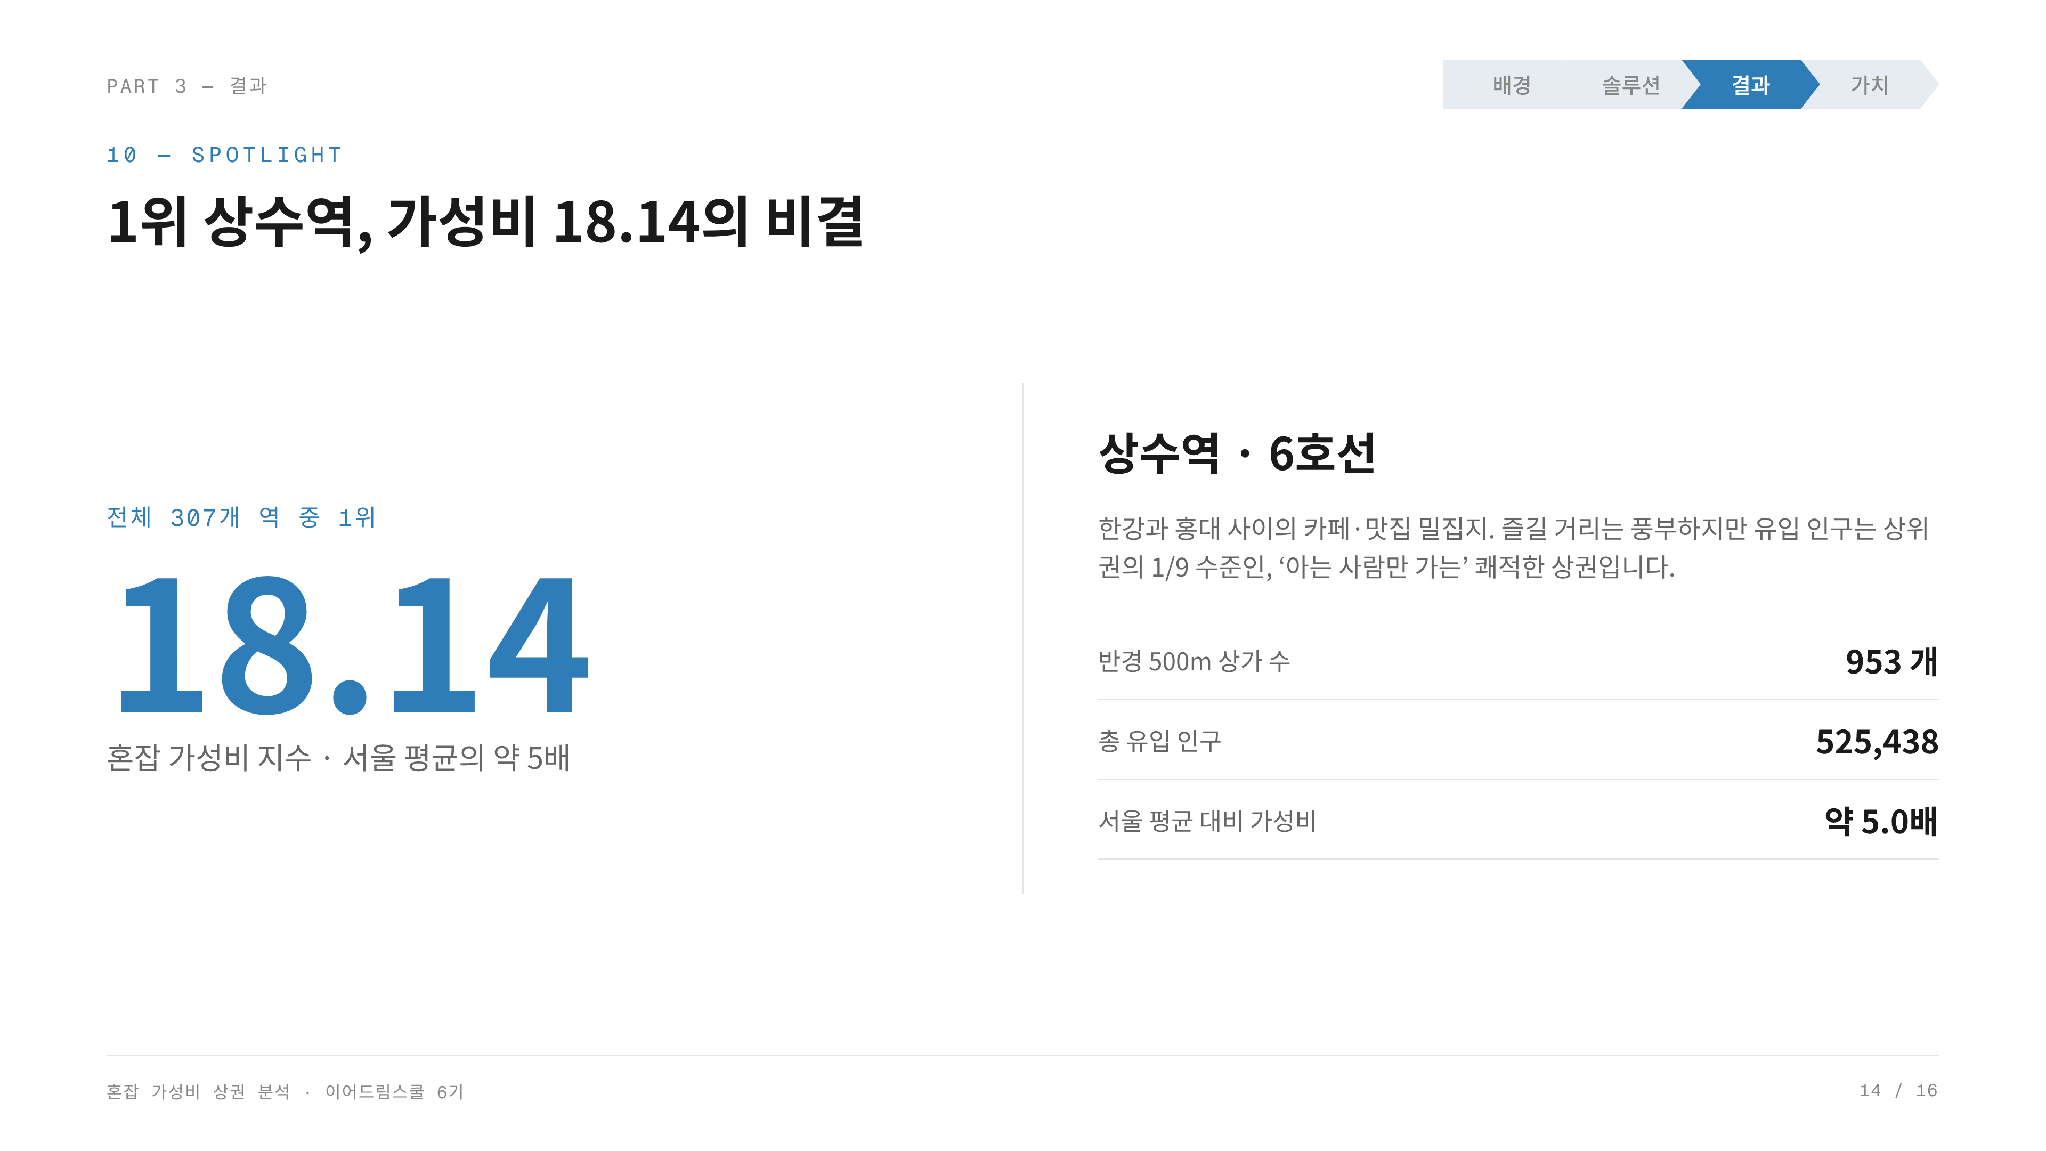 PART 3 — 결과
배경
솔루션
결과
가치
10 — SPOTLIGHT
1위 상수역, 가성비 18.14의 비결
전체 307개 역 중 1위
18.14
혼잡 가성비 지수 · 서울 평균의 약 5배
상수역 · 6호선
한강과 홍대 사이의 카페·맛집 밀집지. 즐길 거리는 풍부하지만 유입 인구는 상위
권의 1/9 수준인, ‘아는 사람만 가는’ 쾌적한 상권입니다.
반경 500m 상가 수
953 개
총 유입 인구
525,438
서울 평균 대비 가성비
약 5.0배
혼잡 가성비 상권 분석 · 이어드림스쿨 6기
14 / 16